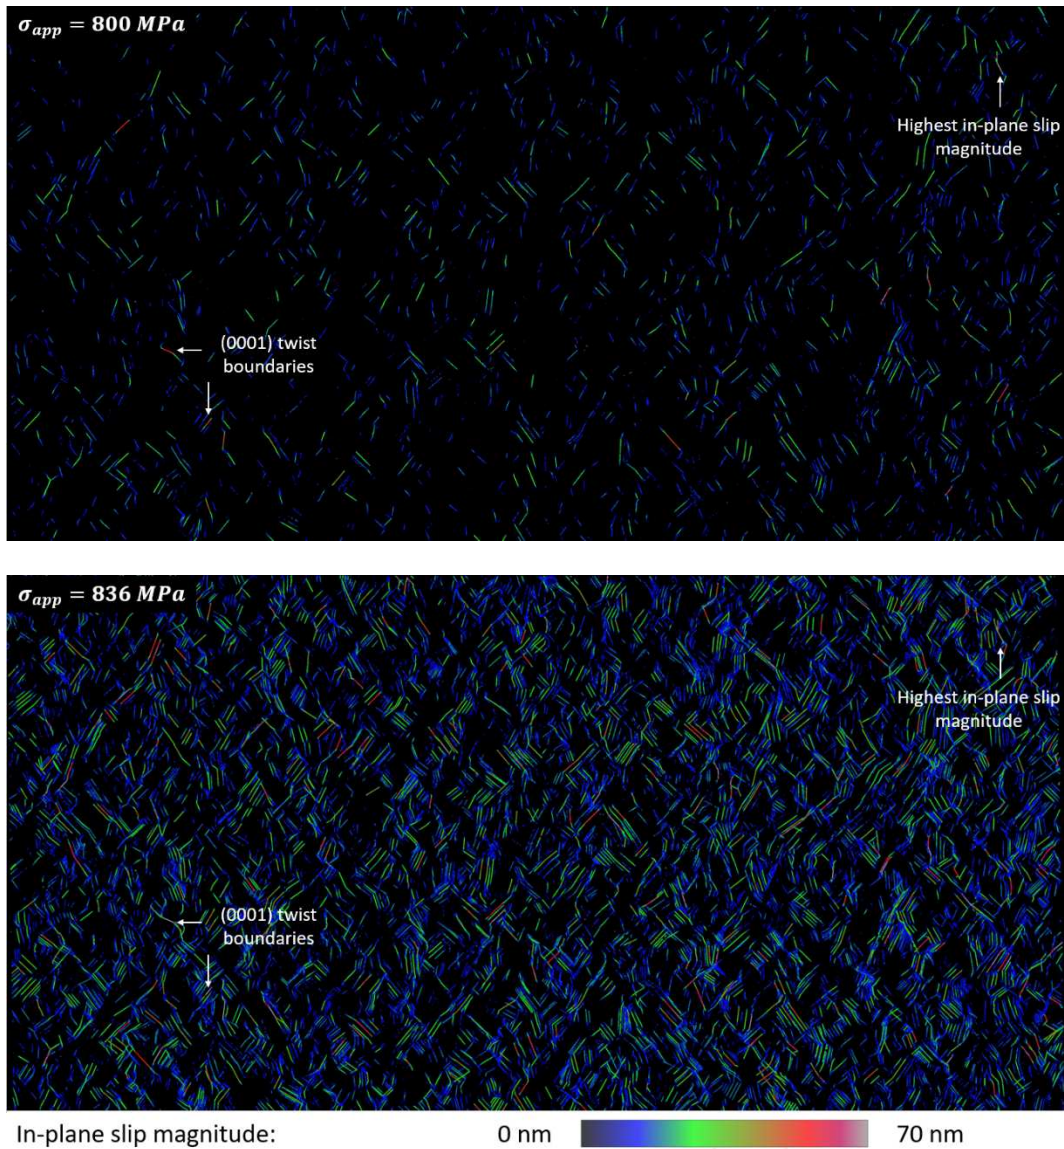 σ_app = 800 MPa
Highest in-plane slip
magnitude
(0001) twist
boundaries
σ_app = 836 MPa
Highest in-plane slip
magnitude
(0001) twist
boundaries
In-plane slip magnitude: 0 nm 70 nm